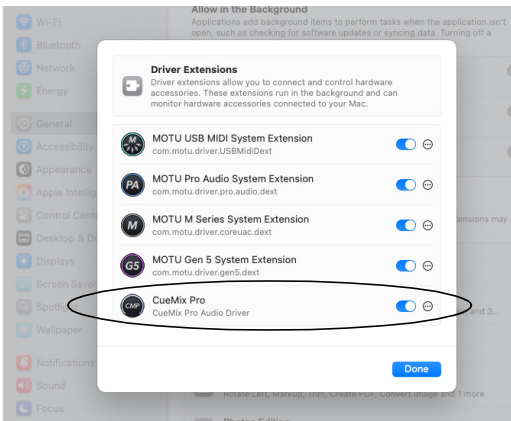 Allow in the Background
Applications add background items to perform tasks when the application isn't
open, such as checking for software updates or syncing data. Turning off a
Wi-Fi
Bluetooth
Network
Energy
General
Accessibility
Appearance
Apple Intellig
Control Cente
Desktop & Do
Displays
Screen Saver
Spotlight
Wallpaper
Notifications
Sound
Focus
Driver Extensions
Driver extensions allow you to connect and control hardware
accessories. These extensions run in the background and can
monitor hardware accessories connected to your Mac.
M
MOTU USB MIDI System Extension
com.motu.driver.USBMidiDext
PA
MOTU Pro Audio System Extension
com.motu.driver.pro.audio.dext
M
MOTU M Series System Extension
com.motu.driver.coreuac.dext
G5
MOTU Gen 5 System Extension
com.motu.driver.gen5.dext
CMP
CueMix Pro
CueMix Pro Audio Driver
tensions may
and 3...
Done
Rotate Left, Markup, Trim, Create PDF, Convert Image and 1 more
Photos Editing